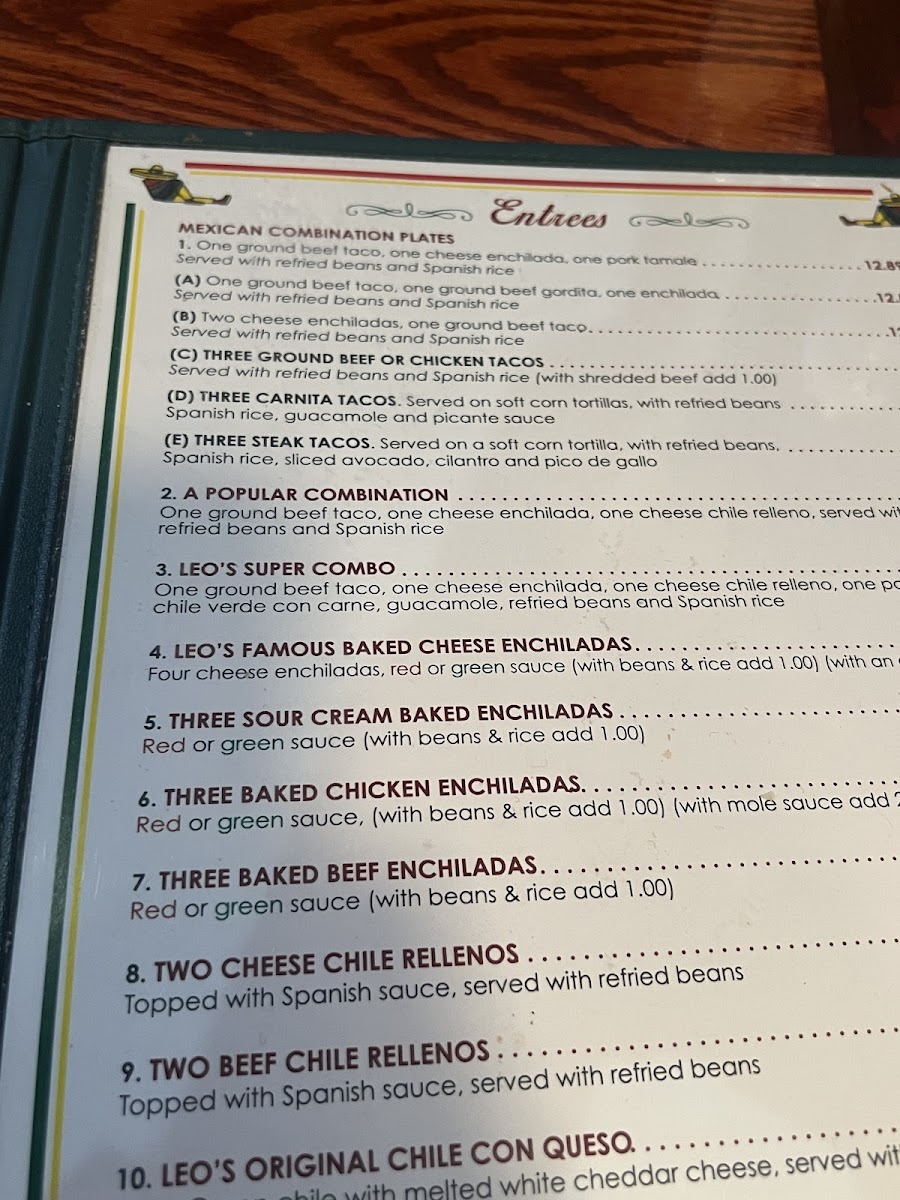 Entrees
MEXICAN COMBINATION PLATES
1. One ground beef taco, one cheese enchilada, one pork tamale . . . . . . . . . . . . . . . . . 12.89
Served with refried beans and Spanish rice
(A) One ground beef taco, one ground beef gordita, one enchilada . . . . . . . . . . . . . . . . 12.
Served with refried beans and Spanish rice
(B) Two cheese enchiladas, one ground beef taco. . . . . . . . . . . . . . . . . . . . . . . . . . . . . . . . .
Served with refried beans and Spanish rice
(C) THREE GROUND BEEF OR CHICKEN TACOS . . . . . . . . . . . . . . . . . . . . . . . . . . . . . . . . . . .
Served with refried beans and Spanish rice (with shredded beef add 1.00)
(D) THREE CARNITA TACOS. Served on soft corn tortillas, with refried beans . . . . . . . . . .
Spanish rice, guacamole and picante sauce
(E) THREE STEAK TACOS. Served on a soft corn tortilla, with refried beans, . . . . . . . . . . .
Spanish rice, sliced avocado, cilantro and pico de gallo
2. A POPULAR COMBINATION . . . . . . . . . . . . . . . . . . . . . . . . . . . . . . . . . . . . . . . . . . .
One ground beef taco, one cheese enchilada, one cheese chile relleno, served wit
refried beans and Spanish rice
3. LEO'S SUPER COMBO . . . . . . . . . . . . . . . . . . . . . . . . . . . . . . . . . . . . . . . . . . . . . .
One ground beef taco, one cheese enchilada, one cheese chile relleno, one po
chile verde con carne, guacamole, refried beans and Spanish rice
4. LEO'S FAMOUS BAKED CHEESE ENCHILADAS. . . . . . . . . . . . . . . . . . . . . . .
Four cheese enchiladas, red or green sauce (with beans & rice add 1.00) (with an
5. THREE SOUR CREAM BAKED ENCHILADAS . . . . . . . . . . . . . . . . . . . . . . .
Red or green sauce (with beans & rice add 1.00)
6. THREE BAKED CHICKEN ENCHILADAS. . . . . . . . . . . . . . . . . . . . . . . . . .
Red or green sauce, (with beans & rice add 1.00) (with mole sauce add 2
7. THREE BAKED BEEF ENCHILADAS. . . . . . . . . . . . . . . . . . . . . . . . . . . .
Red or green sauce (with beans & rice add 1.00)
8. TWO CHEESE CHILE RELLENOS . . . . . . . . . . . . . . . . . . . . . . . . . . . .
Topped with Spanish sauce, served with refried beans
9. TWO BEEF CHILE RELLENOS . . . . . . . . . . . . . . . . . . . . . . . . . . . . . .
Topped with Spanish sauce, served with refried beans
10. LEO'S ORIGINAL CHILE CON QUESO. . . . . . . . . . . . . . . . . . .
chile with melted white cheddar cheese, served wit